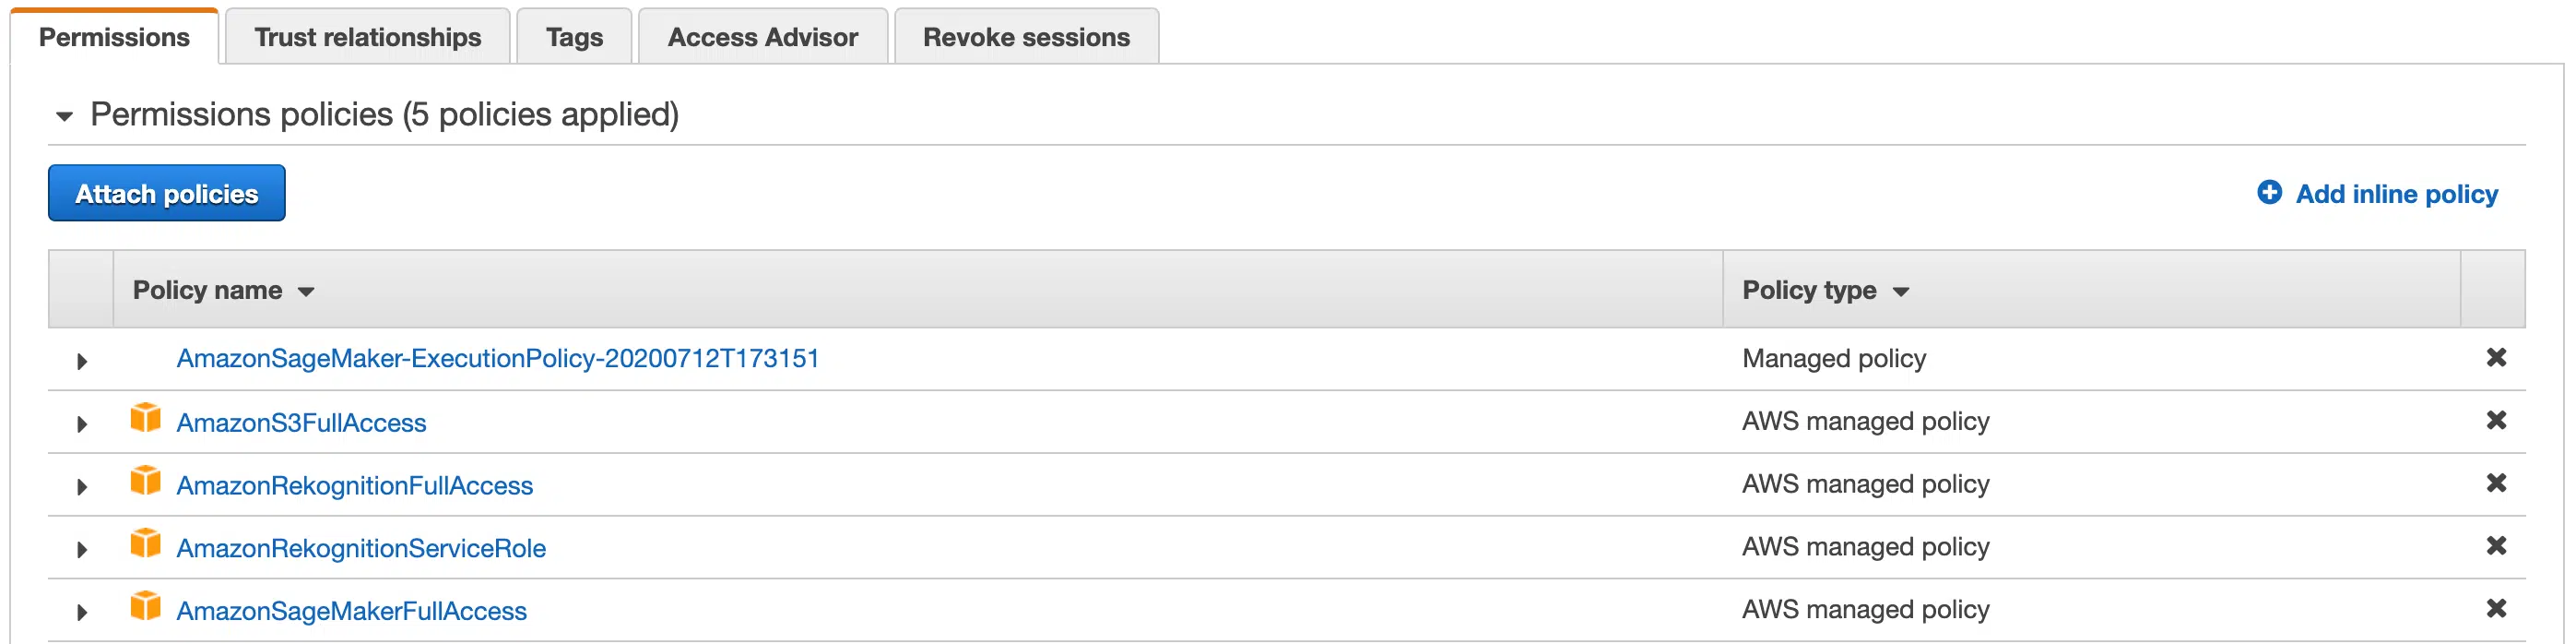 Permissions Trust relationships Tags Access Advisor Revoke sessions
Permissions policies (5 policies applied)
Attach policies Add inline policy
Policy name Policy type
AmazonSageMaker-ExecutionPolicy-20200712T173151 Managed policy
AmazonS3FullAccess AWS managed policy
AmazonRekognitionFullAccess AWS managed policy
AmazonRekognitionServiceRole AWS managed policy
AmazonSageMakerFullAccess AWS managed policy